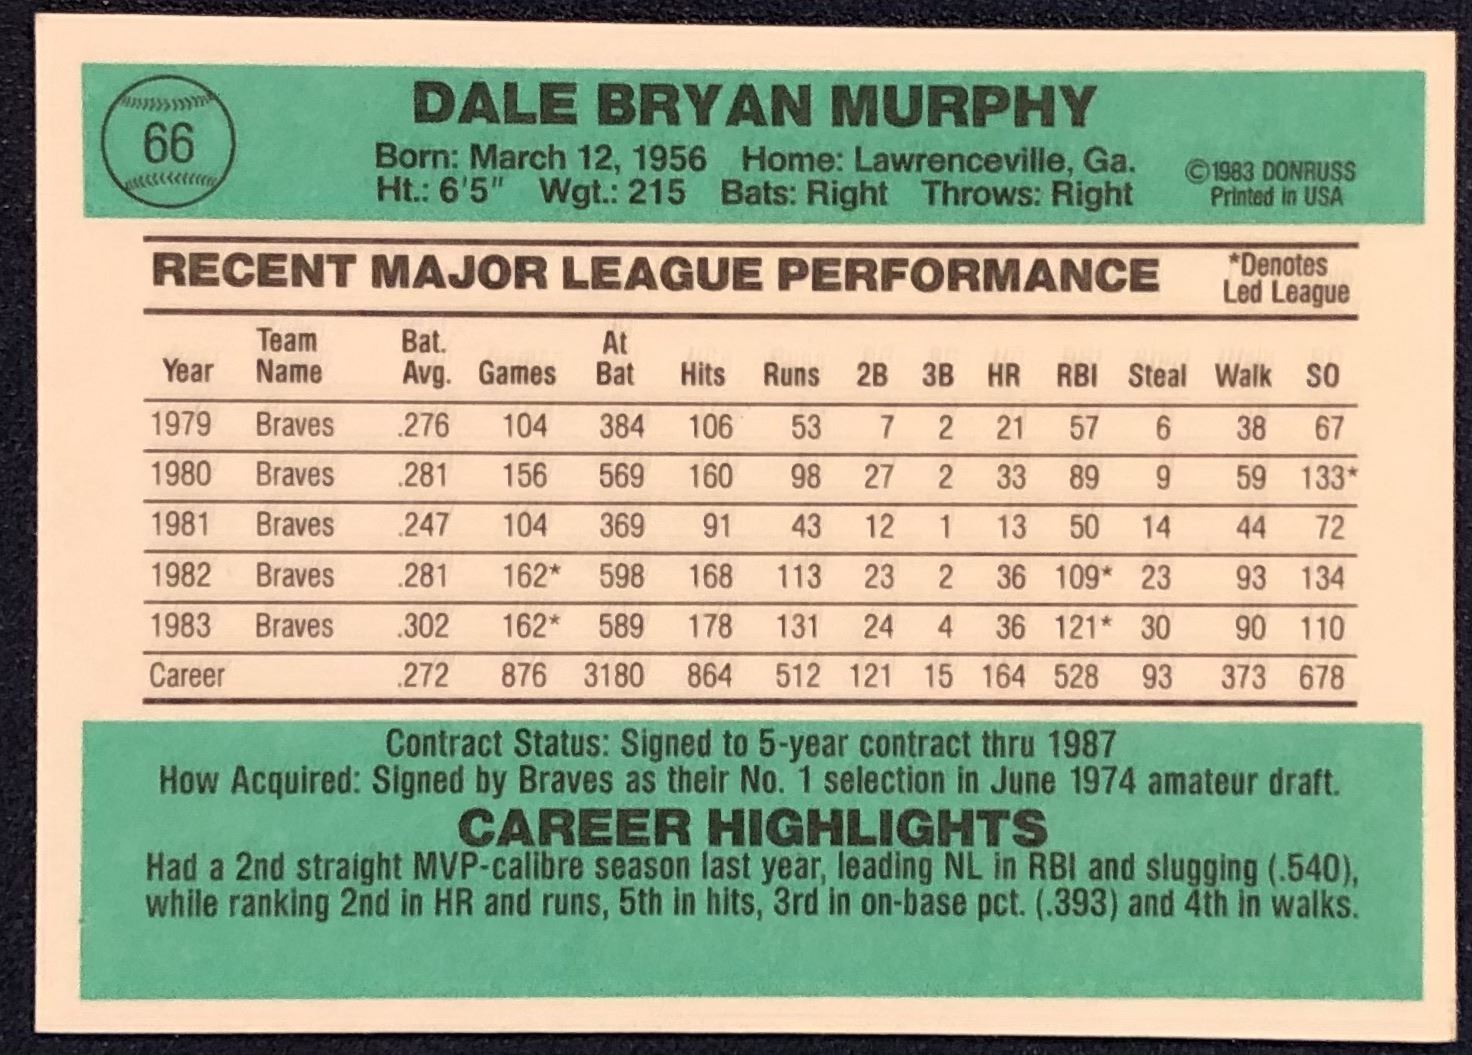 66
DALE BRYAN MURPHY
Born: March 12, 1956 Home: Lawrenceville, Ga.
Ht.: 6'5" Wgt.: 215 Bats: Right Throws: Right
©1983 DONRUSS
Printed in USA
RECENT MAJOR LEAGUE PERFORMANCE
*Denotes
Led League
Year Team Name Bat. Avg. Games At Bat Hits Runs 2B 3B HR RBI Steal Walk SO
1979 Braves .276 104 384 106 53 7 2 21 57 6 38 67
1980 Braves .281 156 569 160 98 27 2 33 89 9 59 133*
1981 Braves .247 104 369 91 43 12 1 13 50 14 44 72
1982 Braves .281 162* 598 168 113 23 2 36 109* 23 93 134
1983 Braves .302 162* 589 178 131 24 4 36 121* 30 90 110
Career .272 876 3180 864 512 121 15 164 528 93 373 678
Contract Status: Signed to 5-year contract thru 1987
How Acquired: Signed by Braves as their No. 1 selection in June 1974 amateur draft.
CAREER HIGHLIGHTS
Had a 2nd straight MVP-calibre season last year, leading NL in RBI and slugging (.540),
while ranking 2nd in HR and runs, 5th in hits, 3rd in on-base pct. (.393) and 4th in walks.